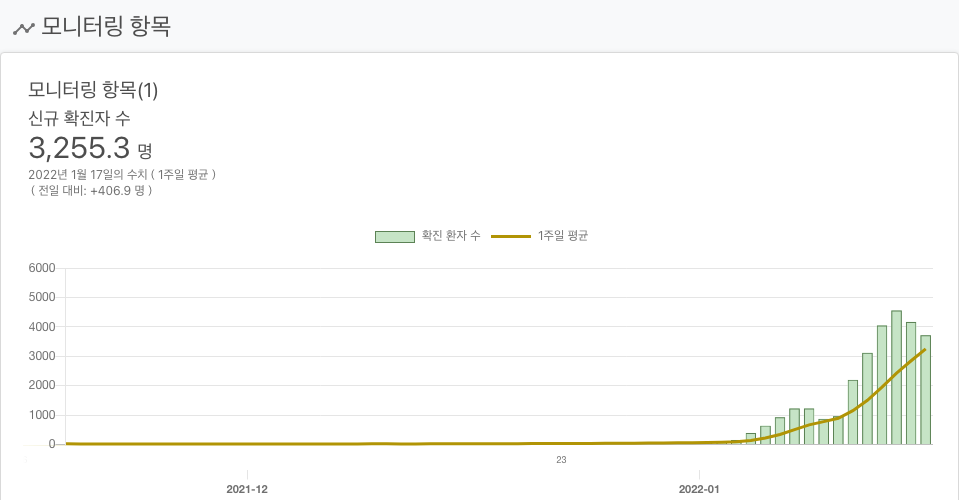 모니터링 항목
모니터링 항목(1)
신규 확진자 수
3,255.3 명
2022년 1월 17일의 수치 ( 1주일 평균 )
( 전일 대비: +406.9 명 )
확진 환자 수 1주일 평균
6000
5000
4000
3000
2000
1000
0
23
2021-12 2022-01